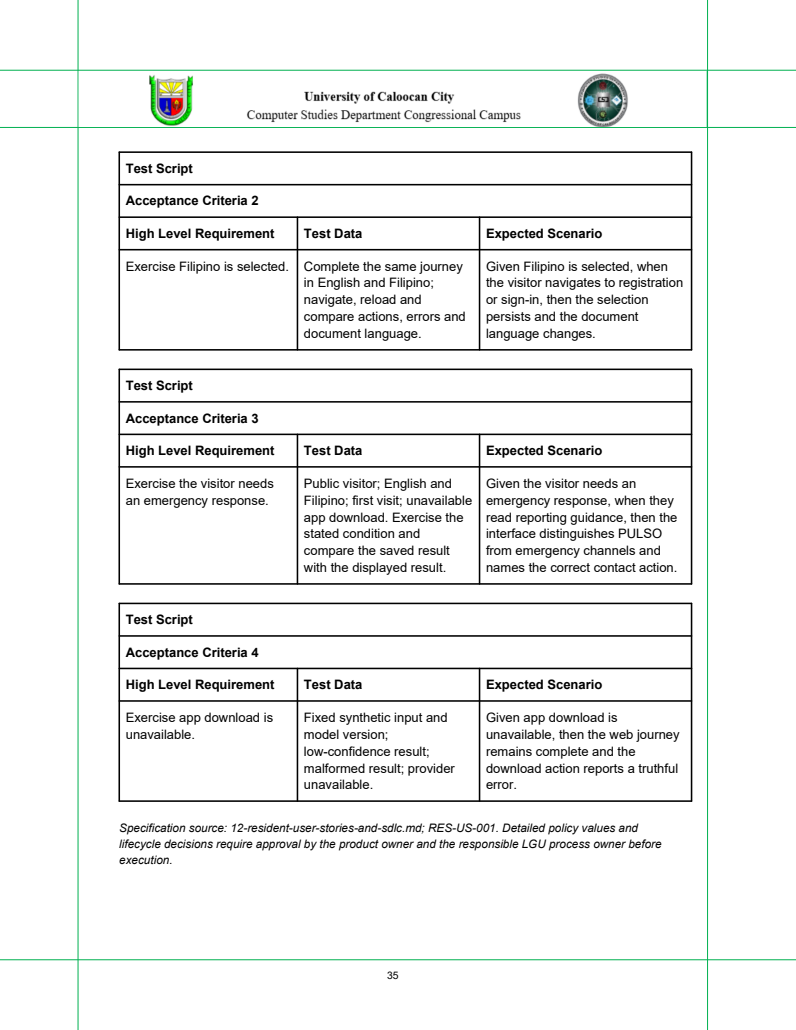 University of Caloocan City
Computer Studies Department Congressional Campus
Test Script
Acceptance Criteria 2
High Level Requirement
Test Data
Expected Scenario
Exercise Filipino is selected.
Complete the same journey
in English and Filipino;
navigate, reload and
compare actions, errors and
document language.
Given Filipino is selected, when
the visitor navigates to registration
or sign-in, then the selection
persists and the document
language changes.
Test Script
Acceptance Criteria 3
High Level Requirement
Test Data
Expected Scenario
Exercise the visitor needs
an emergency response.
Public visitor; English and
Filipino; first visit; unavailable
app download. Exercise the
stated condition and
compare the saved result
with the displayed result.
Given the visitor needs an
emergency response, when they
read reporting guidance, then the
interface distinguishes PULSO
from emergency channels and
names the correct contact action.
Test Script
Acceptance Criteria 4
High Level Requirement
Test Data
Expected Scenario
Exercise app download is
unavailable.
Fixed synthetic input and
model version;
low-confidence result;
malformed result; provider
unavailable.
Given app download is
unavailable, then the web journey
remains complete and the
download action reports a truthful
error.
Specification source: 12-resident-user-stories-and-sdlc.md; RES-US-001. Detailed policy values and
lifecycle decisions require approval by the product owner and the responsible LGU process owner before
execution.
35